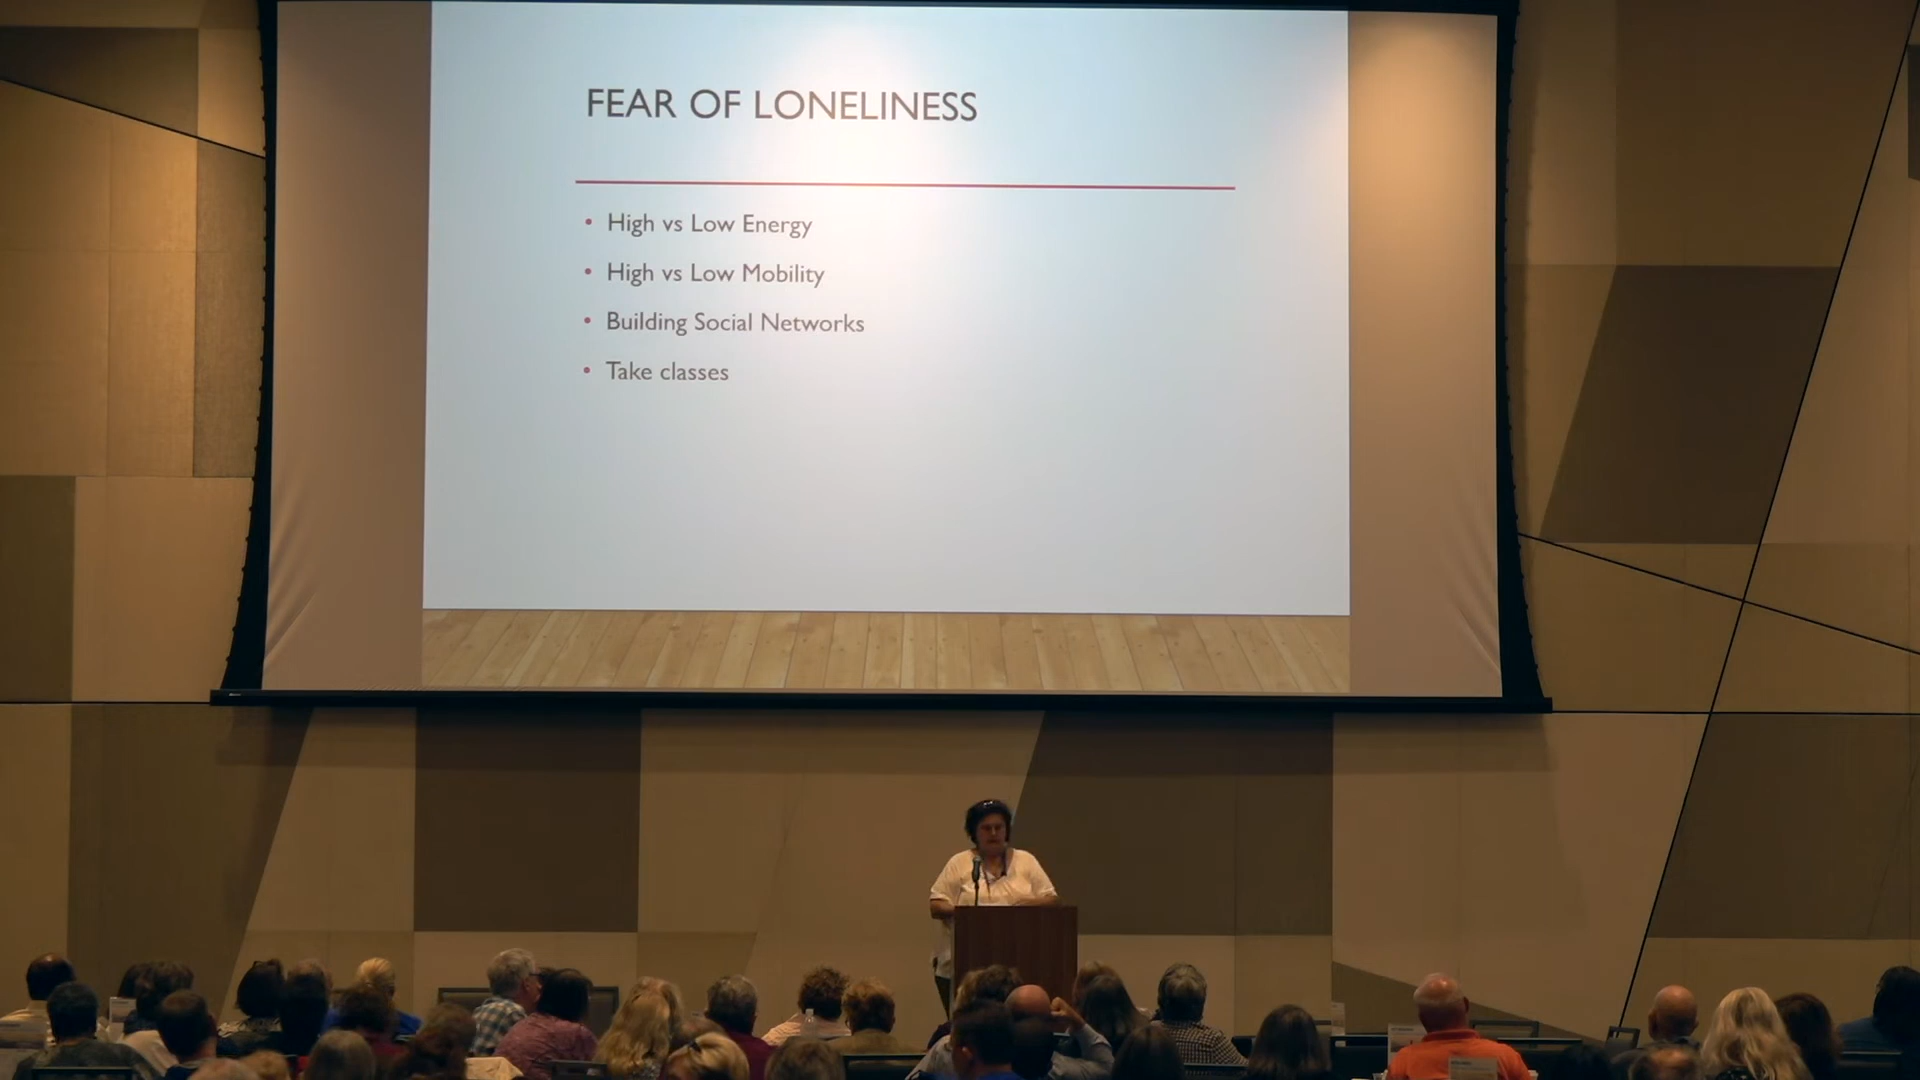 FEAR OF LONELINESS
• High vs Low Energy
• High vs Low Mobility
• Building Social Networks
• Take classes